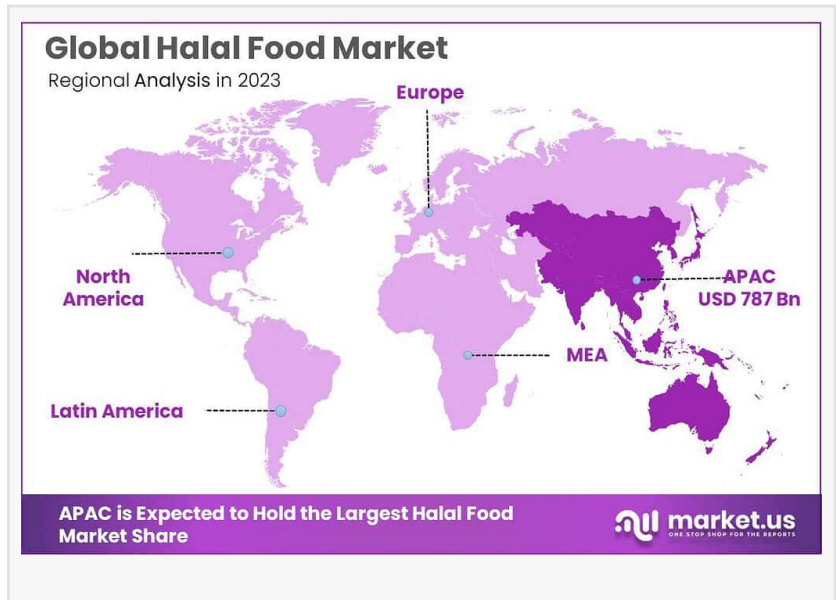 Global Halal Food Market
Regional Analysis in 2023
Europe
North
America
APAC
USD 787 Bn
MEA
Latin America
APAC is Expected to Hold the Largest Halal Food
Market Share
market.us
ONE STOP SHOP FOR THE REPORTS